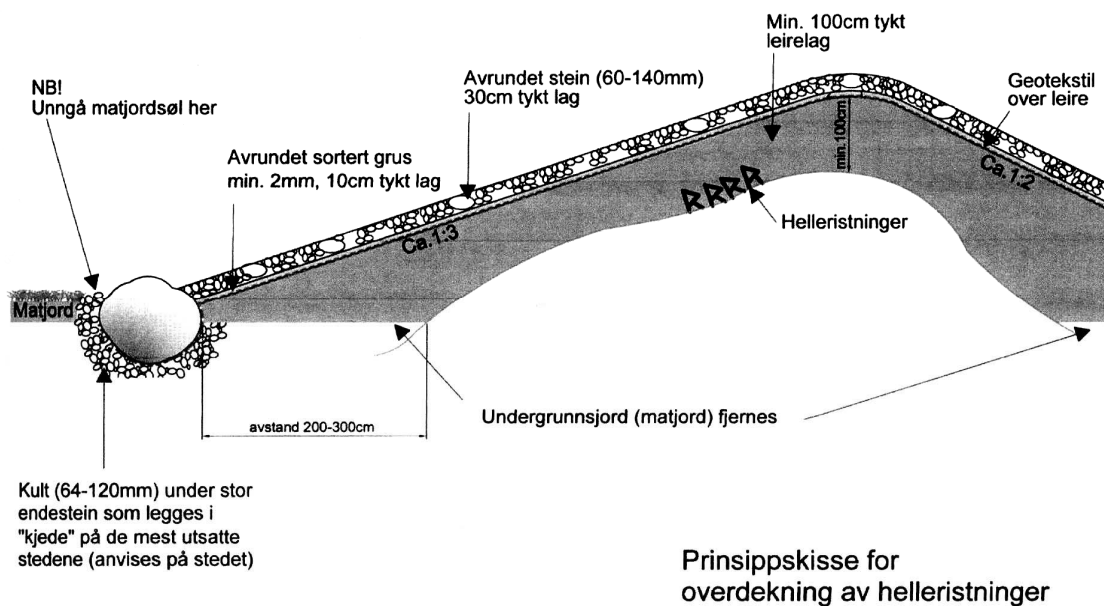 Min. 100cm tykt
leirelag
NB!
Unngå matjordsøl her
Avrundet stein (60-140mm)
30cm tykt lag
Geotekstil
over leire
Avrundet sortert grus
min. 2mm, 10cm tykt lag
min.100cm
Ca.1:2
Helleristninger
Ca.1:3
Matjord
Undergrunnsjord (matjord) fjernes
avstand 200-300cm
Kult (64-120mm) under stor
endestein som legges i
"kjede" på de mest utsatte
stedene (anvises på stedet)
Prinsippskisse for
overdekning av helleristninger